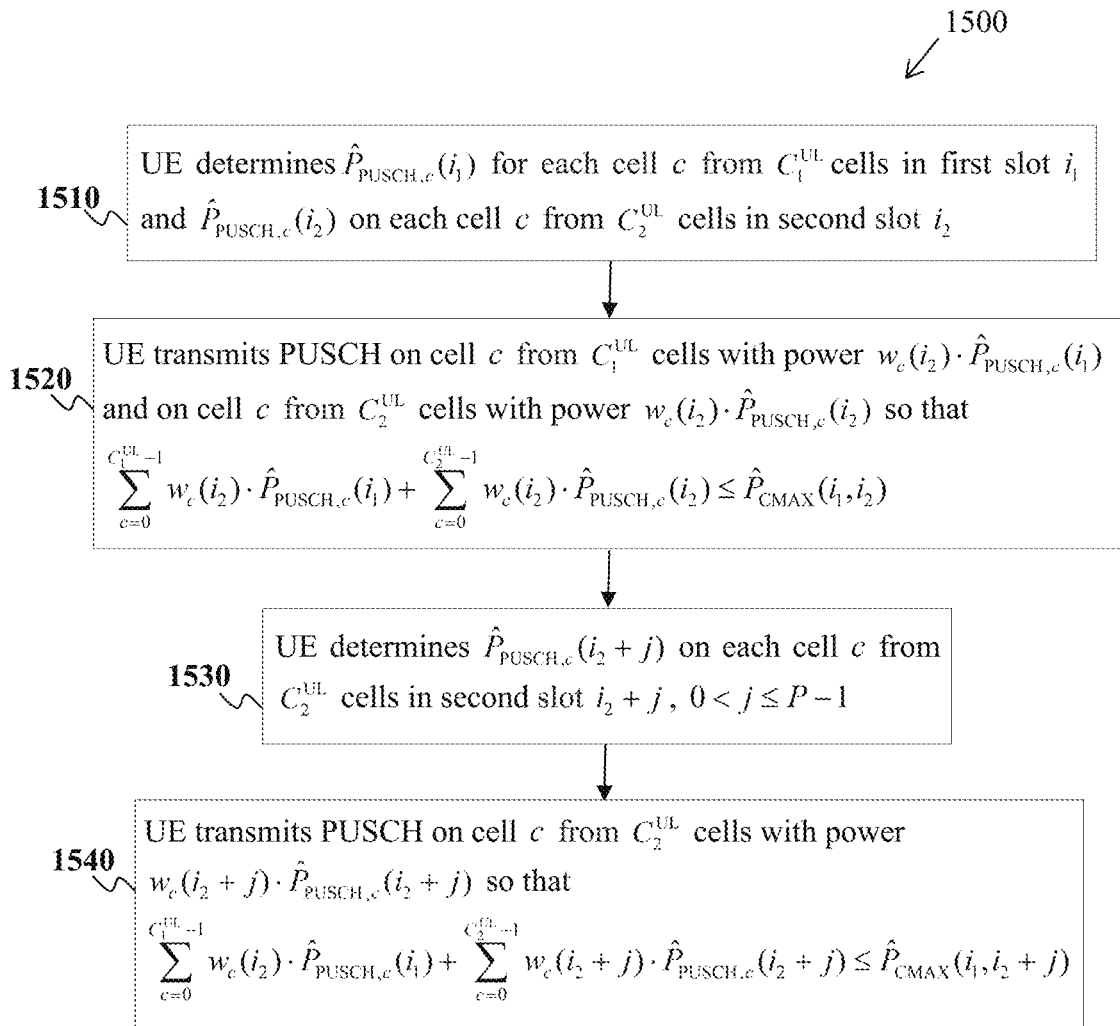 1500
UE determines P̂_PUSCH,c(i₁) for each cell c from C₁^UL cells in first slot i₁
1510
and P̂_PUSCH,c(i₂) on each cell c from C₂^UL cells in second slot i₂
UE transmits PUSCH on cell c from C₁^UL cells with power w_c(i₂)·P̂_PUSCH,c(i₁)
1520
and on cell c from C₂^UL cells with power w_c(i₂)·P̂_PUSCH,c(i₂) so that
∑_{c=0}^{C₁^UL−1} w_c(i₂)·P̂_PUSCH,c(i₁) + ∑_{c=0}^{C₂^UL−1} w_c(i₂)·P̂_PUSCH,c(i₂) ≤ P̂_CMAX(i₁,i₂)
UE determines P̂_PUSCH,c(i₂ + j) on each cell c from
1530
C₂^UL cells in second slot i₂ + j , 0 < j ≤ P − 1
UE transmits PUSCH on cell c from C₂^UL cells with power
1540
w_c(i₂ + j)·P̂_PUSCH,c(i₂ + j) so that
∑_{c=0}^{C₁^UL−1} w_c(i₂)·P̂_PUSCH,c(i₁) + ∑_{c=0}^{C₂^UL−1} w_c(i₂ + j)·P̂_PUSCH,c(i₂ + j) ≤ P̂_CMAX(i₁,i₂ + j)